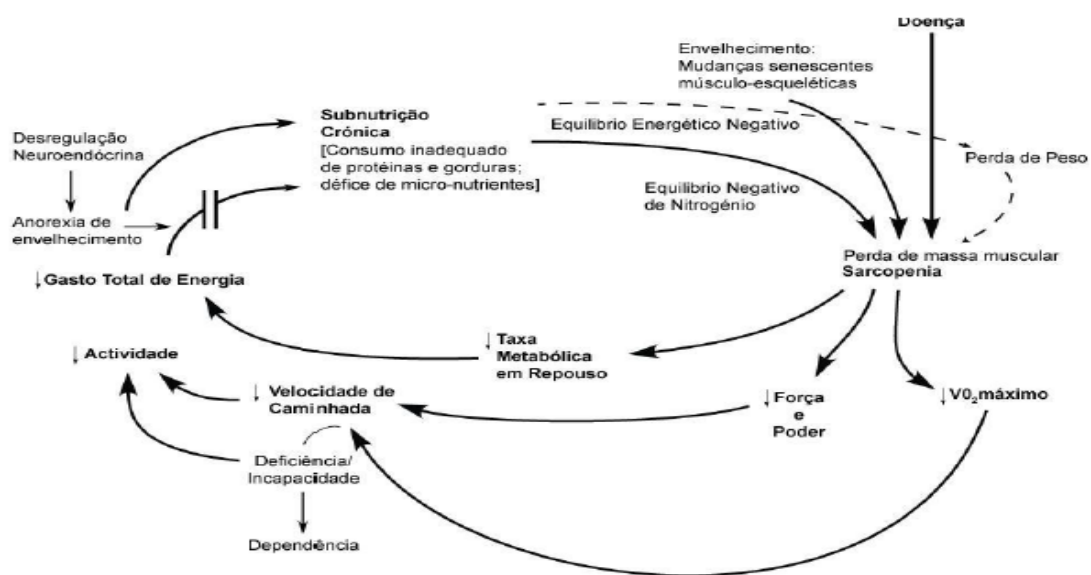 Doença
Envelhecimento:
Mudanças senescentes
músculo-esqueléticas
Subnutrição
Crónica
[Consumo inadequado
de protéinas e gorduras;
défice de micro-nutrientes]
Equilibrio Energético Negativo
Equilibrio Negativo
de Nitrogénio
Perda de Peso
Desregulação
Neuroendócrina
Anorexia de
envelhecimento
↓Gasto Total de Energia
Perda de massa muscular
Sarcopenia
↓ Taxa
Metabólica
em Repouso
↓ Actividade
↓ Velocidade de
Caminhada
↓ Força
e
Poder
↓V0₂máximo
Deficiência/
Incapacidade
Dependência